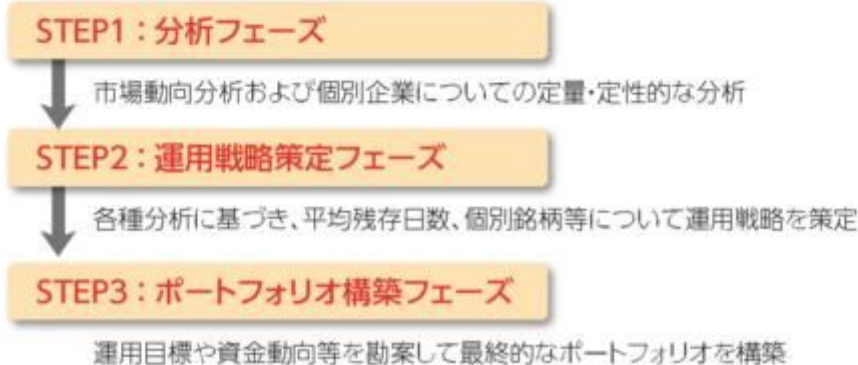 STEP1：分析フェーズ
市場動向分析および個別企業についての定量・定性的な分析
STEP2：運用戦略策定フェーズ
各種分析に基づき、平均残存日数、個別銘柄等について運用戦略を策定
STEP3：ポートフォリオ構築フェーズ
運用目標や資金動向等を勘案して最終的なポートフォリオを構築